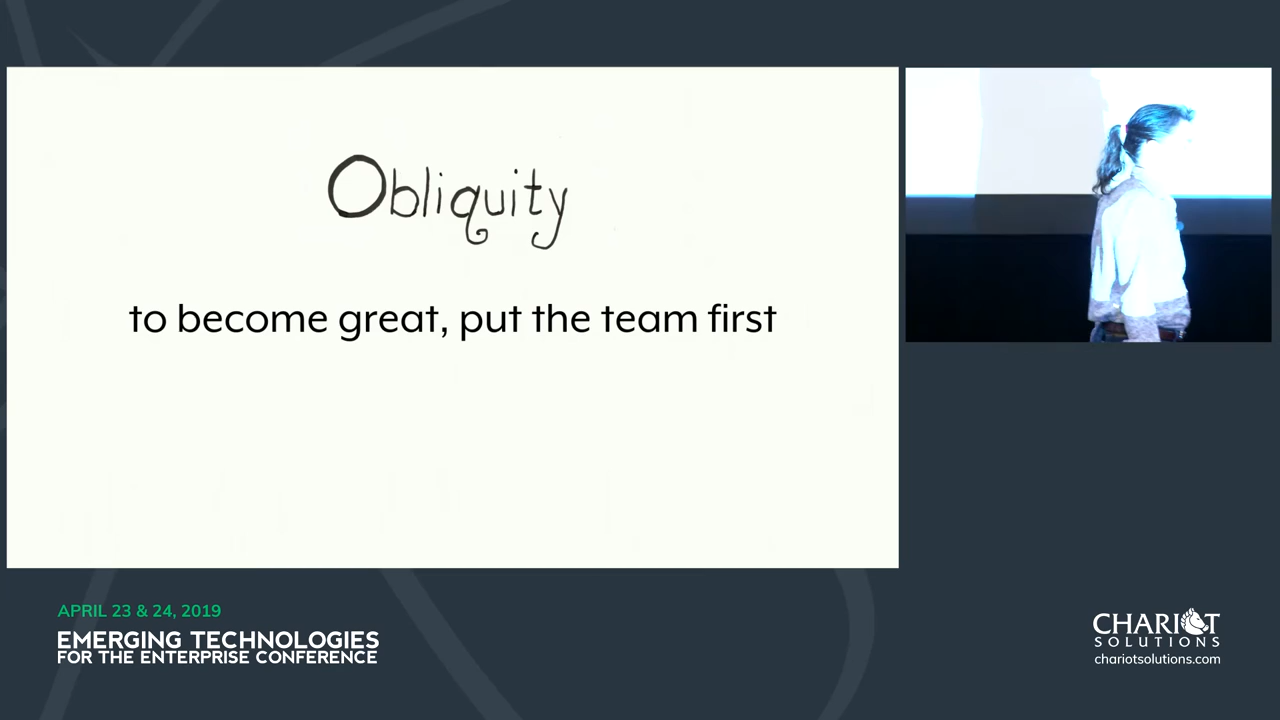 Obliquity
to become great, put the team first
APRIL 23 & 24, 2019
EMERGING TECHNOLOGIES
FOR THE ENTERPRISE CONFERENCE
CHARIOT
SOLUTIONS
chariotsolutions.com